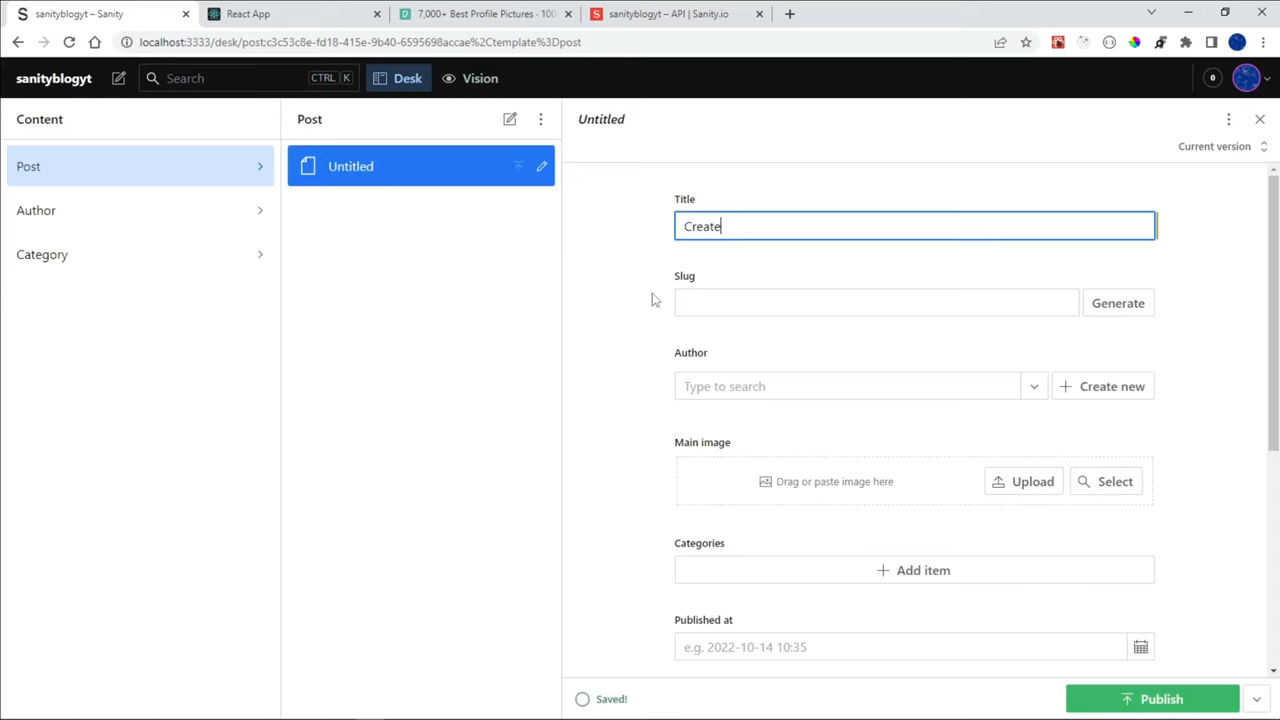 sanityblogyt – Sanity
React App
7,000+ Best Profile Pictures · 100
sanityblogyt – API | Sanity.io
localhost:3333/desk/post;c3c53c8e-fd18-415e-9b40-6595698accae%2Ctemplate%3Dpost
sanityblogyt
Search
CTRL
K
Desk
Vision
0
Content
Post
Untitled
Current version
Post
Untitled
Author
Category
Title
Create
Slug
Generate
Author
Type to search
Create new
Main image
Drag or paste image here
Upload
Select
Categories
Add item
Published at
e.g. 2022-10-14 10:35
Saved!
Publish